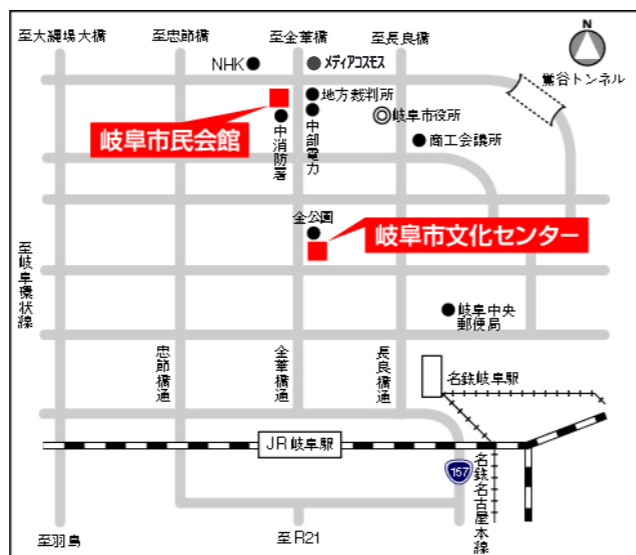 至大縄場大橋
至忠節橋
至金華橋
至長良橋
N
NHK
メディアコスモス
鶯谷トンネル
地方裁判所
岐阜市役所
岐阜市民会館
中消防署
中部電力
商工会議所
金公園
岐阜市文化センター
至岐阜環状線
岐阜中央
郵便局
忠節橋通
金華橋通
長良橋通
名鉄岐阜駅
JR岐阜駅
157
名鉄名古屋本線
至羽島
至R21